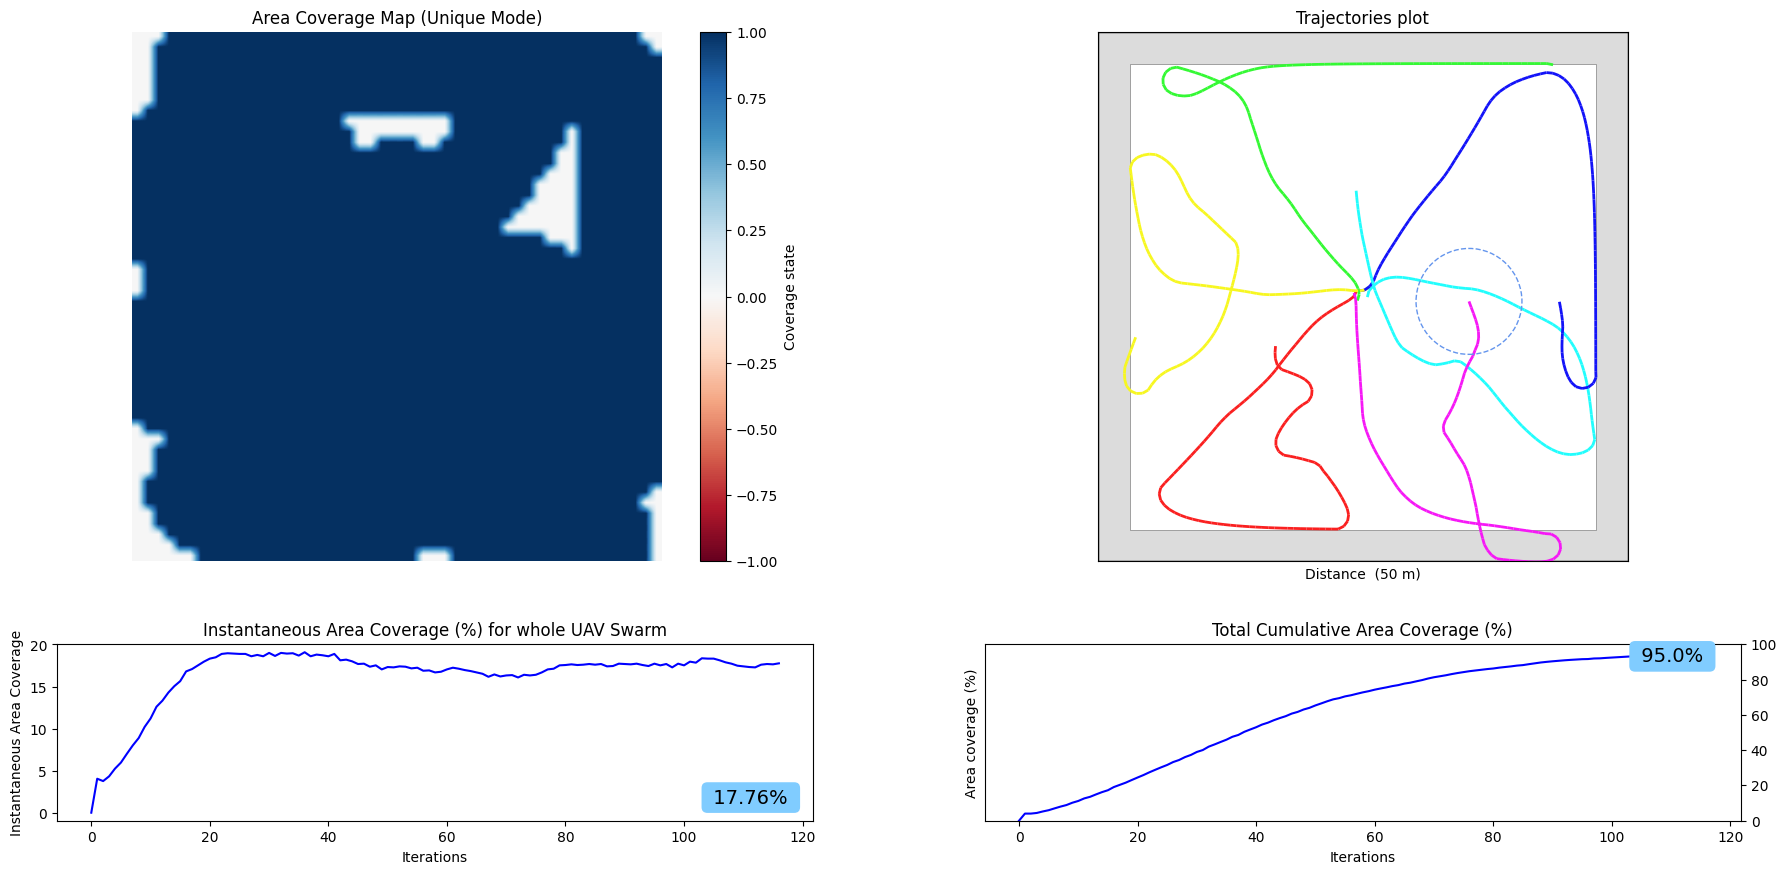 Area Coverage Map (Unique Mode)
1.00
0.75
0.50
0.25
0.00
−0.25
−0.50
−0.75
−1.00
Coverage state
Trajectories plot
Distance  (50 m)
Instantaneous Area Coverage (%) for whole UAV Swarm
Instantaneous Area Coverage
20
15
10
5
0
17.76%
0 20 40 60 80 100 120
Iterations
Total Cumulative Area Coverage (%)
Area coverage (%)
95.0%
100
80
60
40
20
0
0 20 40 60 80 100 120
Iterations